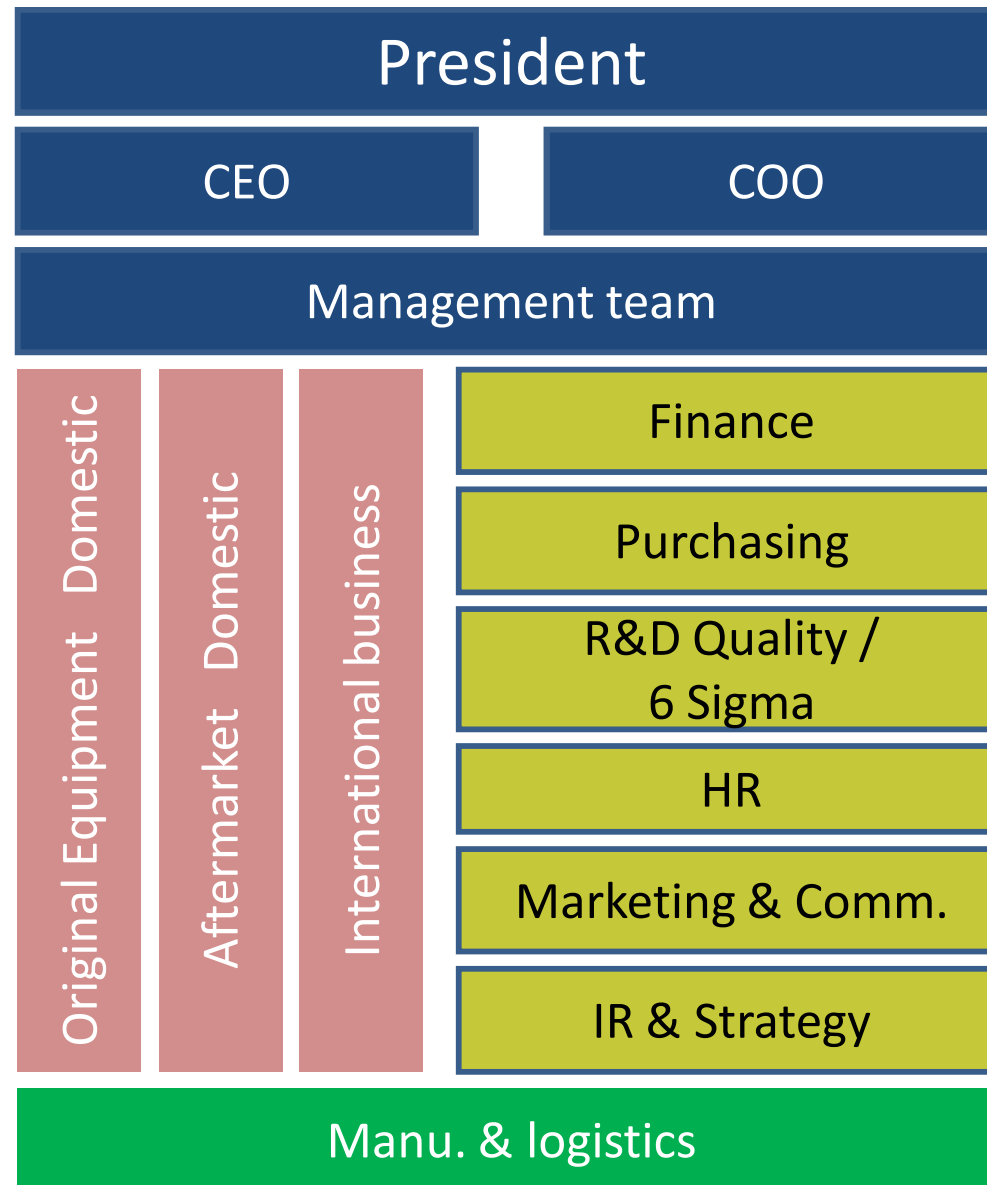 President
CEO
COO
Management team
Original Equipment Domestic
Aftermarket Domestic
International business
Finance
Purchasing
R&D Quality /
6 Sigma
HR
Marketing & Comm.
IR & Strategy
Manu. & logistics